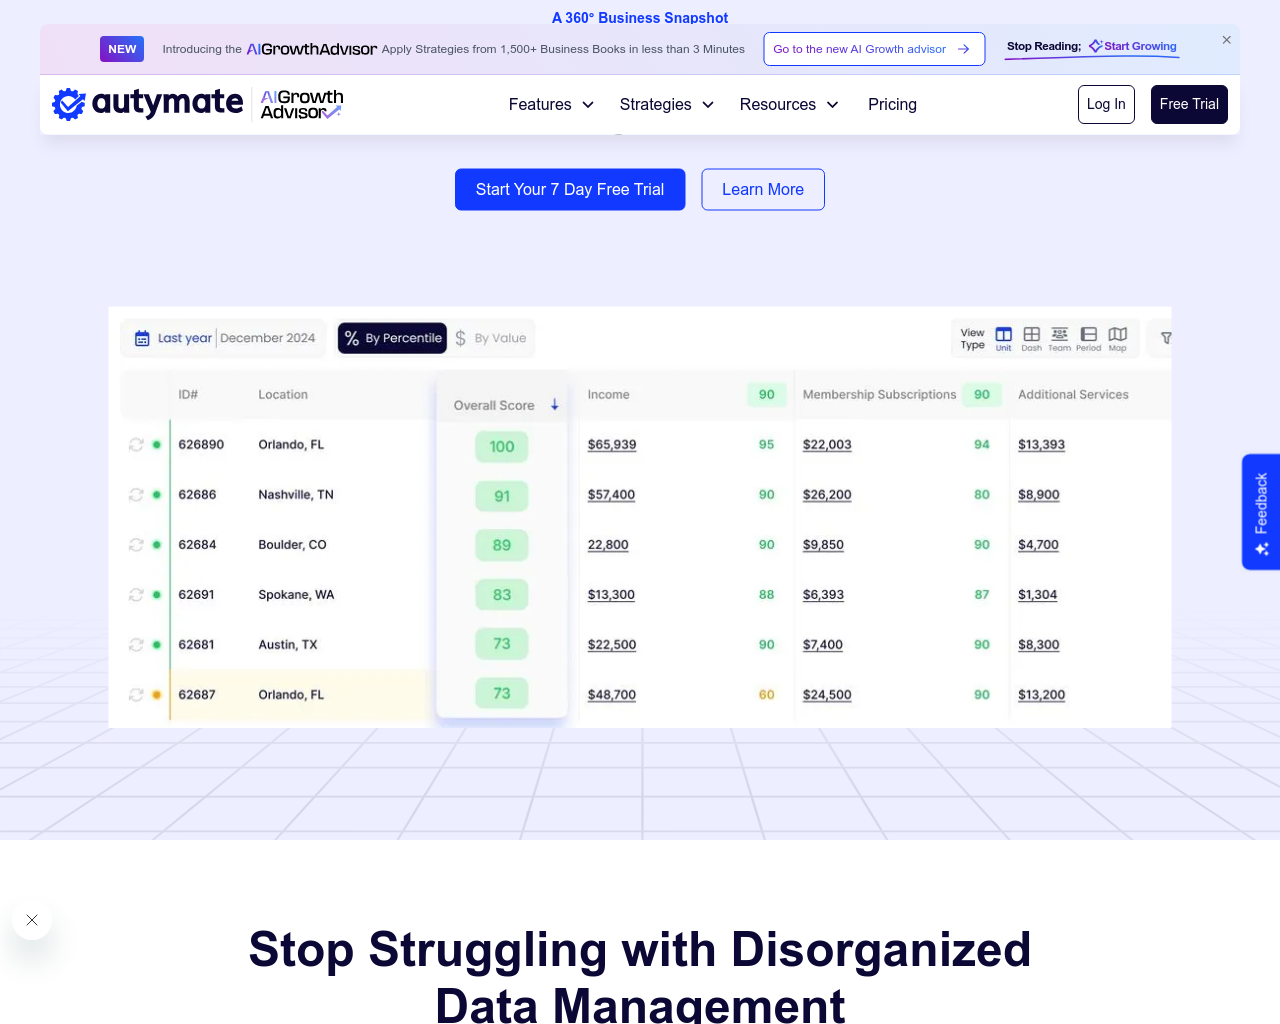 A 360° Business Snapshot
NEW Introducing the AIGrowthAdvisor Apply Strategies from 1,500+ Business Books in less than 3 Minutes Go to the new AI Growth advisor Stop Reading; Start Growing
autymate AIGrowth Advisor
Features Strategies Resources Pricing Log In Free Trial
Start Your 7 Day Free Trial Learn More
Last year December 2024 % By Percentile $ By Value View Type Unit Dash Team Period Map
ID# Location Overall Score Income 90 Membership Subscriptions 90 Additional Services
626890 Orlando, FL 100 $65,939 95 $22,003 94 $13,393
62686 Nashville, TN 91 $57,400 90 $26,200 80 $8,900
62684 Boulder, CO 89 22,800 90 $9,850 90 $4,700
62691 Spokane, WA 83 $13,300 88 $6,393 87 $1,304
62681 Austin, TX 73 $22,500 90 $7,400 90 $8,300
62687 Orlando, FL 73 $48,700 60 $24,500 90 $13,200
Feedback
Stop Struggling with Disorganized
Data Management